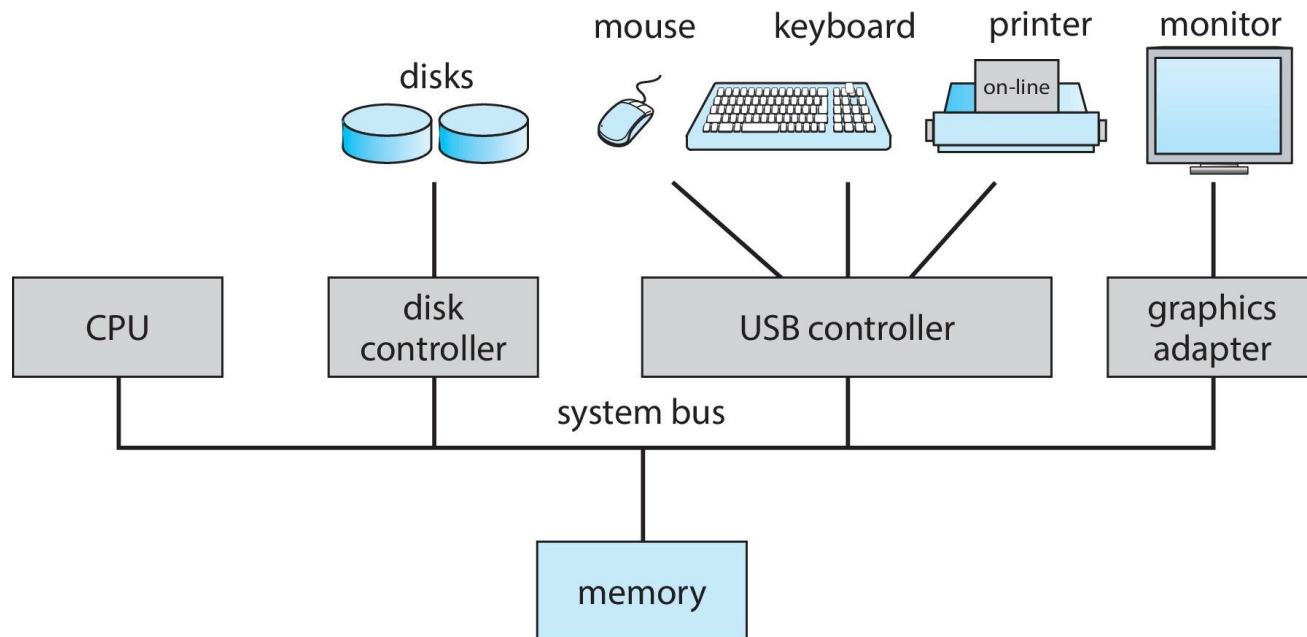 mouse
keyboard
printer
monitor
disks
on-line
CPU
disk
controller
USB controller
graphics
adapter
system bus
memory